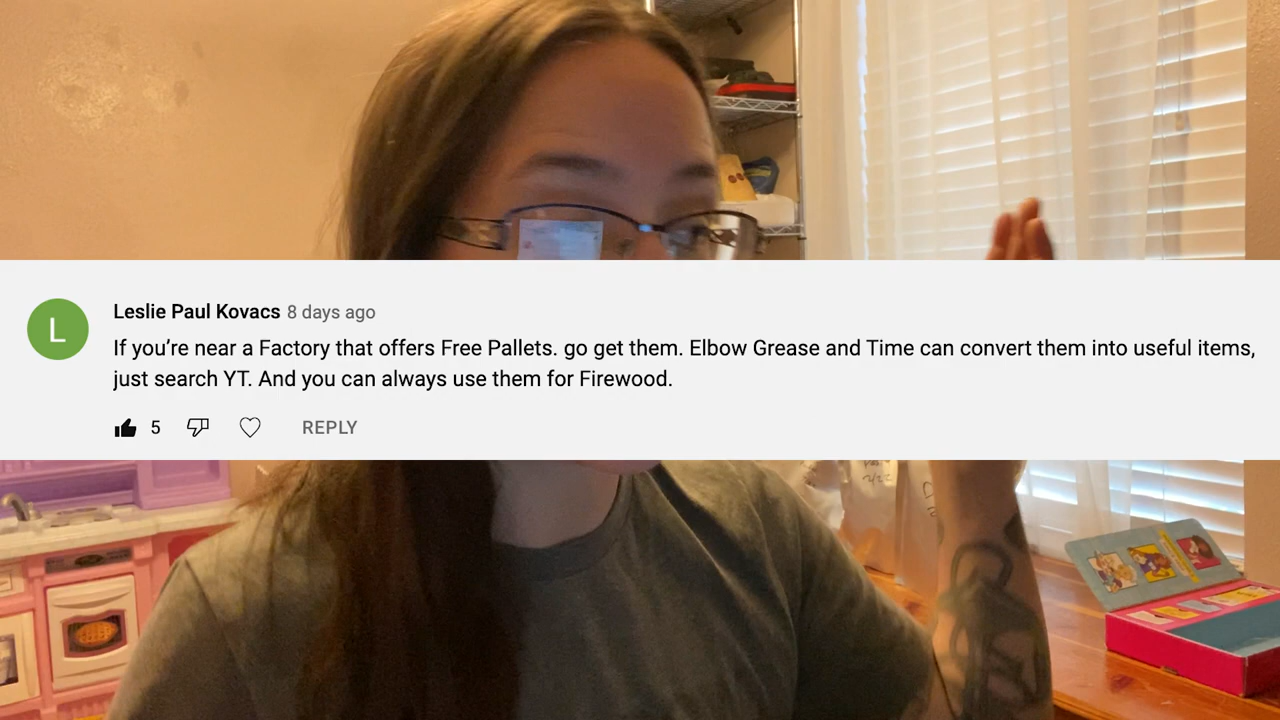 L
Leslie Paul Kovacs 8 days ago
If you’re near a Factory that offers Free Pallets. go get them. Elbow Grease and Time can convert them into useful items,
just search YT. And you can always use them for Firewood.
5
REPLY